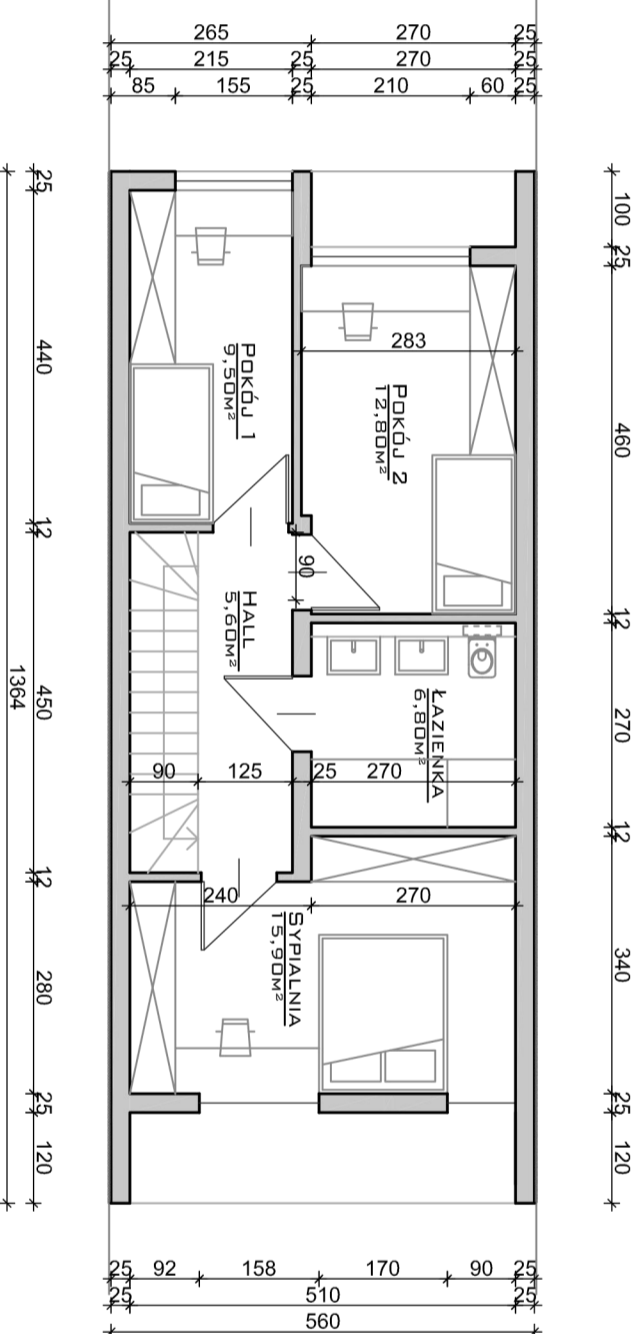 265 270 25
25 215 25 270 25
85 155 25 210 60 25
25
100
25
440
POKÓJ 1
9,50M²
283
POKÓJ 2
12,80M²
460
12
90
12
HALL
5,60M²
1364
450
ŁAZIENKA
6,80M²
270
90 125 25 270
12
12
240 270
SYPIALNIA
15,90M²
340
280
25
25
120
120
25 92 158 170 90 25
25 510 25
560